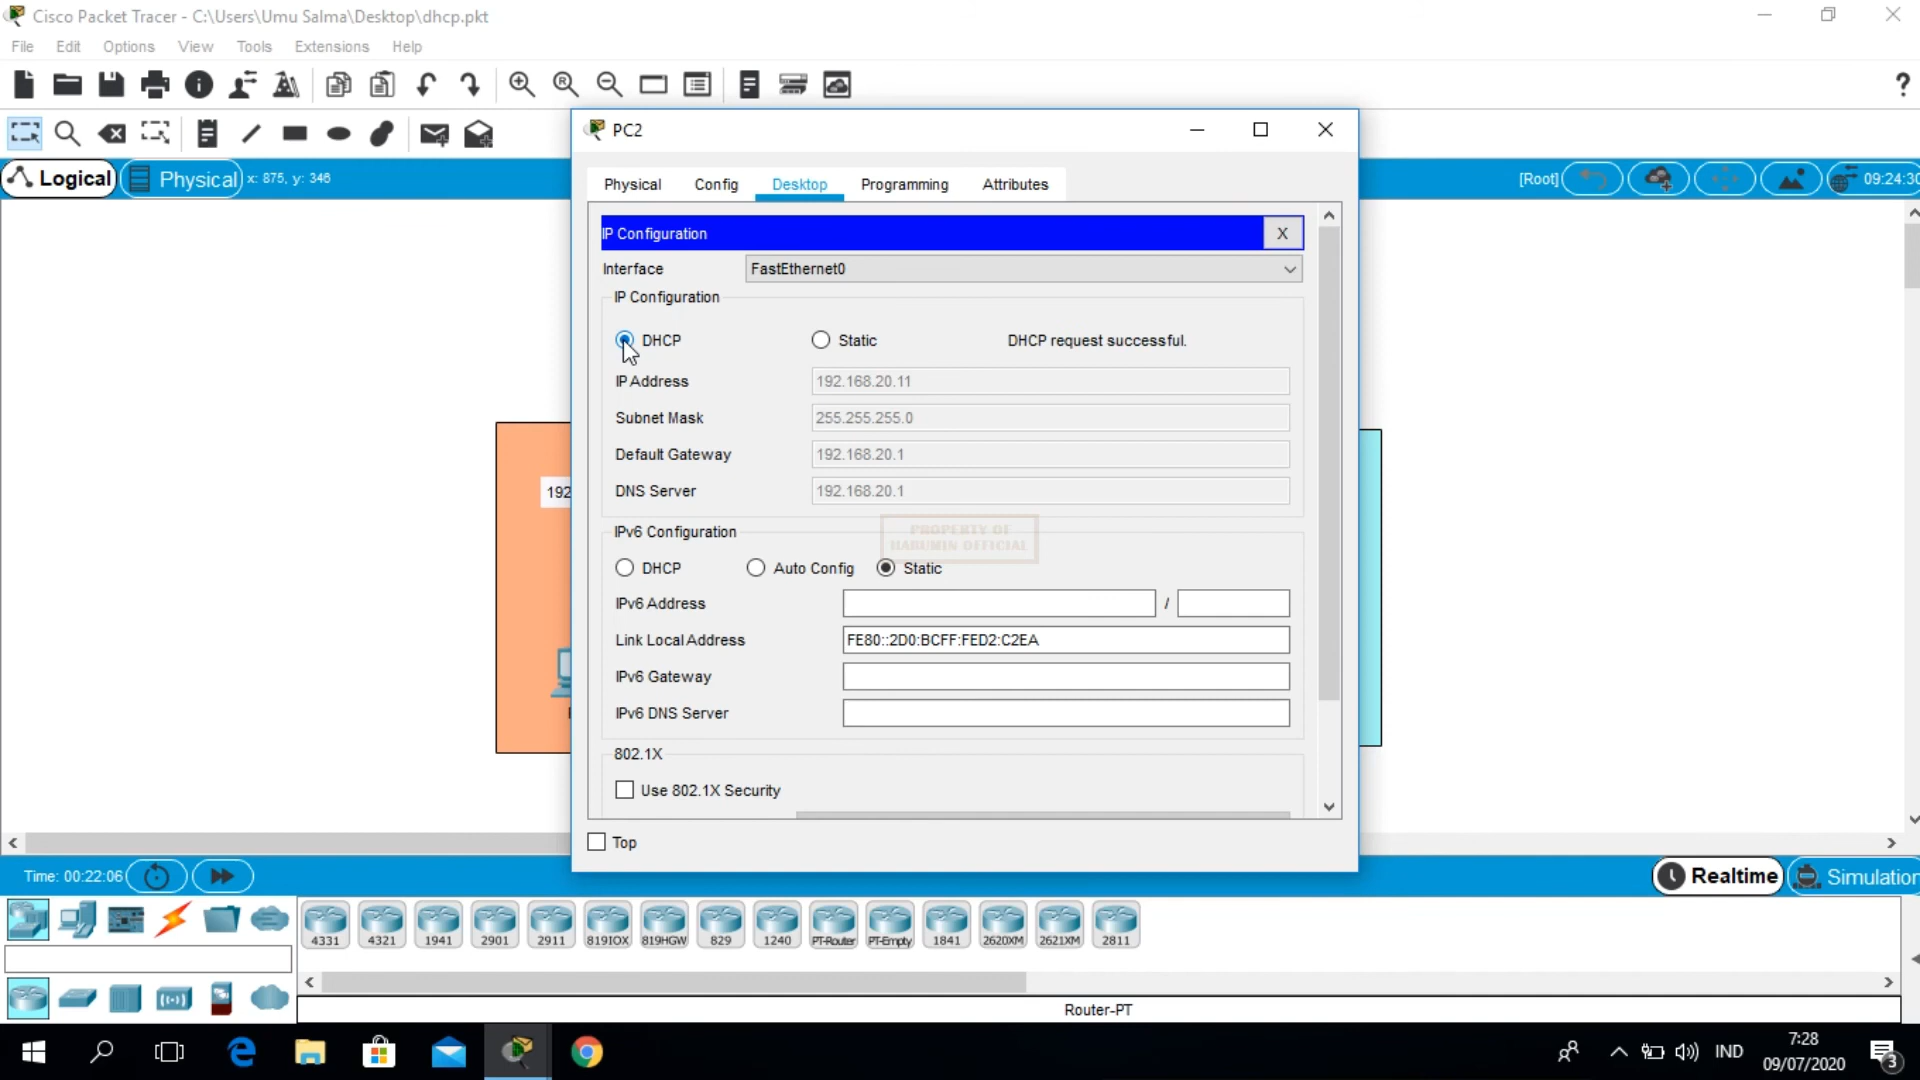 Cisco Packet Tracer - C:\Users\Umu Salma\Desktop\dhcp.pkt
File Edit Options View Tools Extensions Help
Logical Physical x: 875, y: 346
[Root] 09:24:30
PC2
Physical Config Desktop Programming Attributes
IP Configuration X
Interface FastEthernet0
IP Configuration
DHCP Static DHCP request successful.
IP Address 192.168.20.11
Subnet Mask 255.255.255.0
Default Gateway 192.168.20.1
DNS Server 192.168.20.1
192
PROPERTY OF
HARUMIN OFFICIAL
IPv6 Configuration
DHCP Auto Config Static
IPv6 Address /
Link Local Address FE80::2D0:BCFF:FED2:C2EA
IPv6 Gateway
IPv6 DNS Server
802.1X
Use 802.1X Security
Top
Time: 00:22:06
Realtime Simulation
4331 4321 1941 2901 2911 819IOX 819HGW 829 1240 PT-Router PT-Empty 1841 2620XM 2621XM 2811
Router-PT
IND
7:28
09/07/2020
3